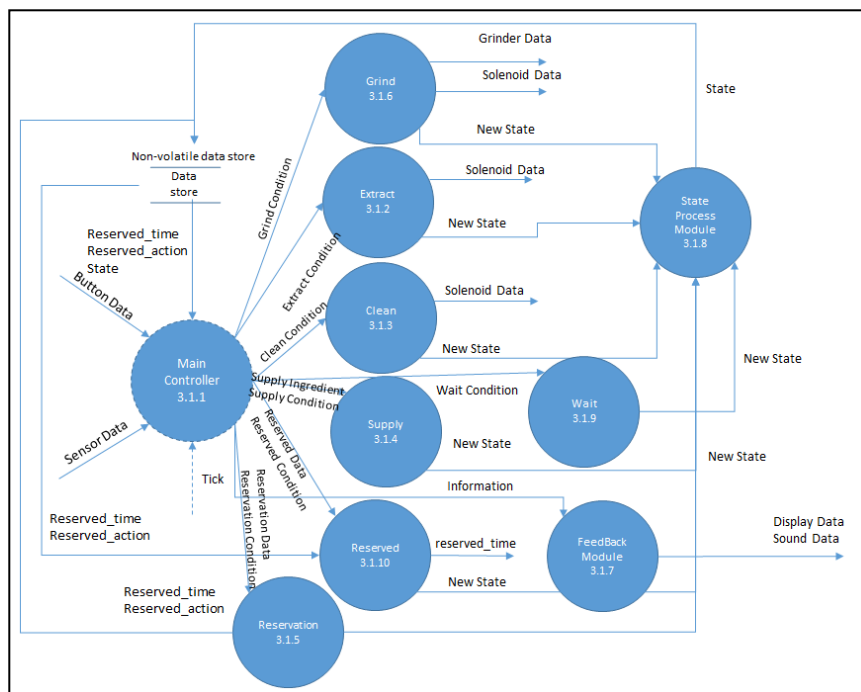 Grinder Data
Grind
3.1.6
Solenoid Data
State
New State
Non-volatile data store
Data
store
Grind Condition
Extract
3.1.2
Solenoid Data
New State
State
Process
Module
3.1.8
Reserved_time
Reserved_action
State
Button Data
Extract Condition
Clean
3.1.3
Solenoid Data
New State
Clean Condition
Main
Controller
3.1.1
Supply Ingredient
Supply Condition
Wait Condition
Wait
3.1.9
New State
Supply
3.1.4
New State
Sensor Data
Tick
Reserved Data
Reserved Condition
Reservation Data
Reservation Condition
Information
New State
Reserved_time
Reserved_action
Reserved
3.1.10
reserved_time
New State
FeedBack
Module
3.1.7
Display Data
Sound Data
Reserved_time
Reserved_action
Reservation
3.1.5